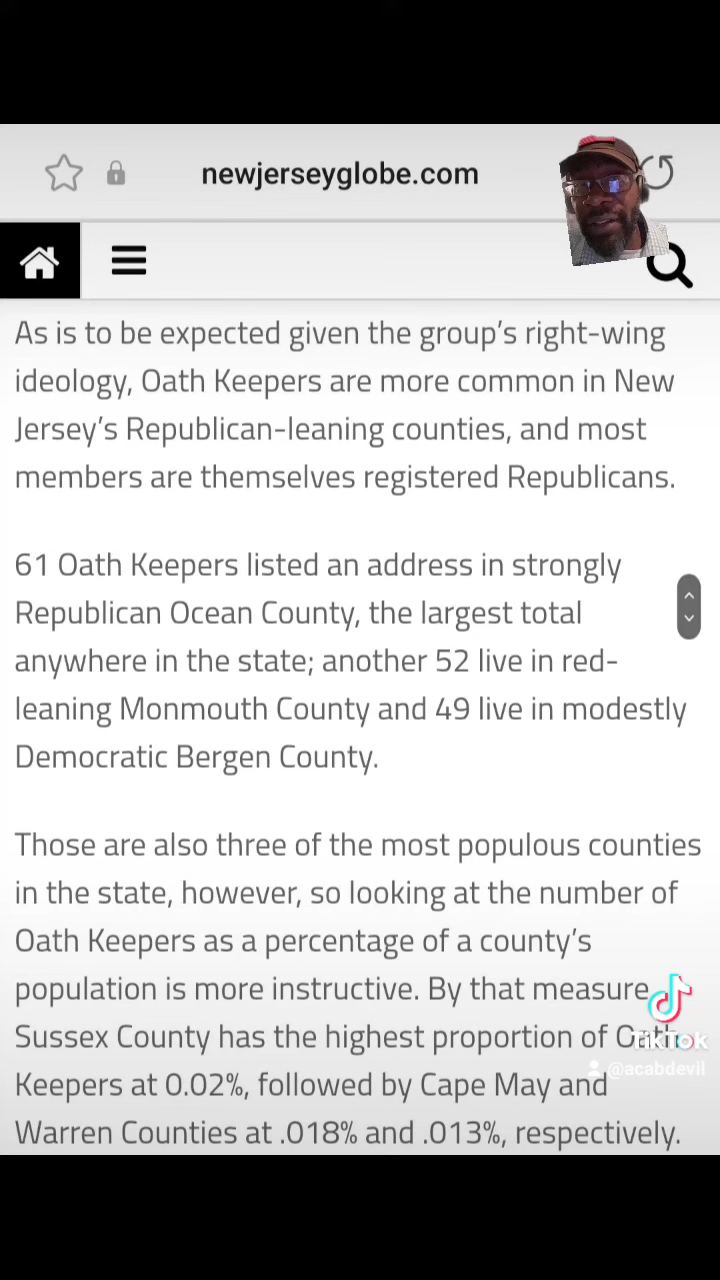 newjerseyglobe.com
As is to be expected given the group's right-wing
ideology, Oath Keepers are more common in New
Jersey's Republican-leaning counties, and most
members are themselves registered Republicans.
61 Oath Keepers listed an address in strongly
Republican Ocean County, the largest total
anywhere in the state; another 52 live in red-
leaning Monmouth County and 49 live in modestly
Democratic Bergen County.
Those are also three of the most populous counties
in the state, however, so looking at the number of
Oath Keepers as a percentage of a county's
population is more instructive. By that measure,
Sussex County has the highest proportion of Oath
Keepers at 0.02%, followed by Cape May and
Warren Counties at .018% and .013%, respectively.
TikTok
@acabdevil